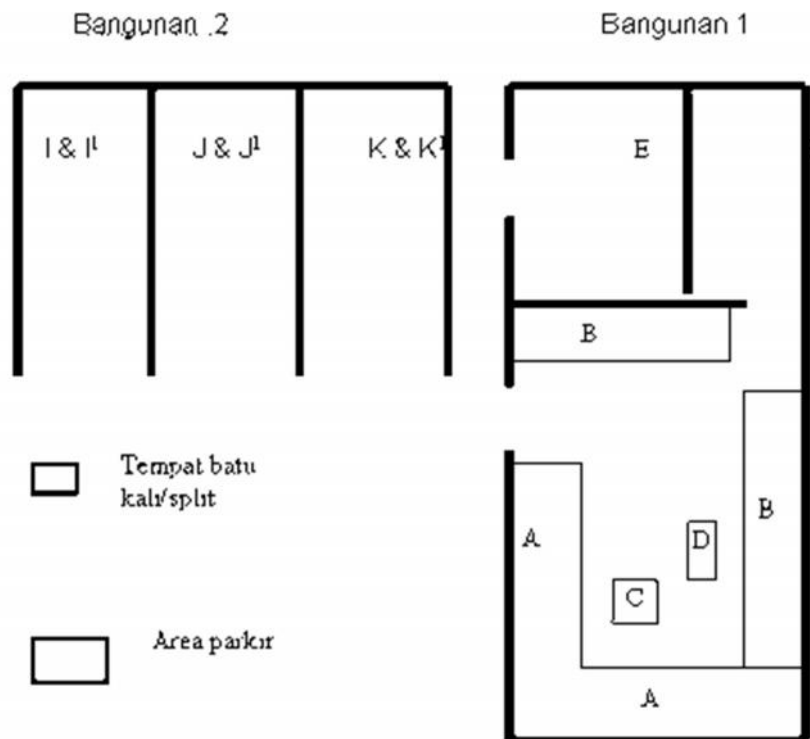 Bangunan .2
Bangunan 1
I & I¹
J & J¹
K & K¹
E
B
Tempat batu
kali/split
B
A
D
C
Area parkir
A